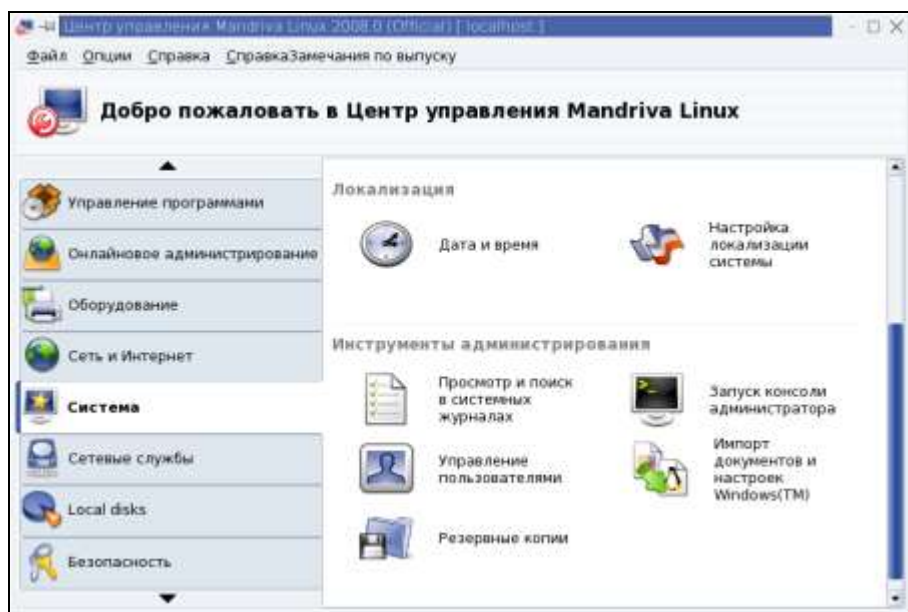 Центр управления Mandriva Linux 2008.0 (Official) [ localhost ]
Файл Опции Справка СправкаЗамечания по выпуску
Добро пожаловать в Центр управления Mandriva Linux
Управление программами
Онлайновое администрирование
Оборудование
Сеть и Интернет
Система
Сетевые службы
Local disks
Безопасность
Локализация
Дата и время
Настройка
локализации
системы
Инструменты администрирования
Просмотр и поиск
в системных
журналах
Запуск консоли
администратора
Управление
пользователями
Импорт
документов и
настроек
Windows(TM)
Резервные копии